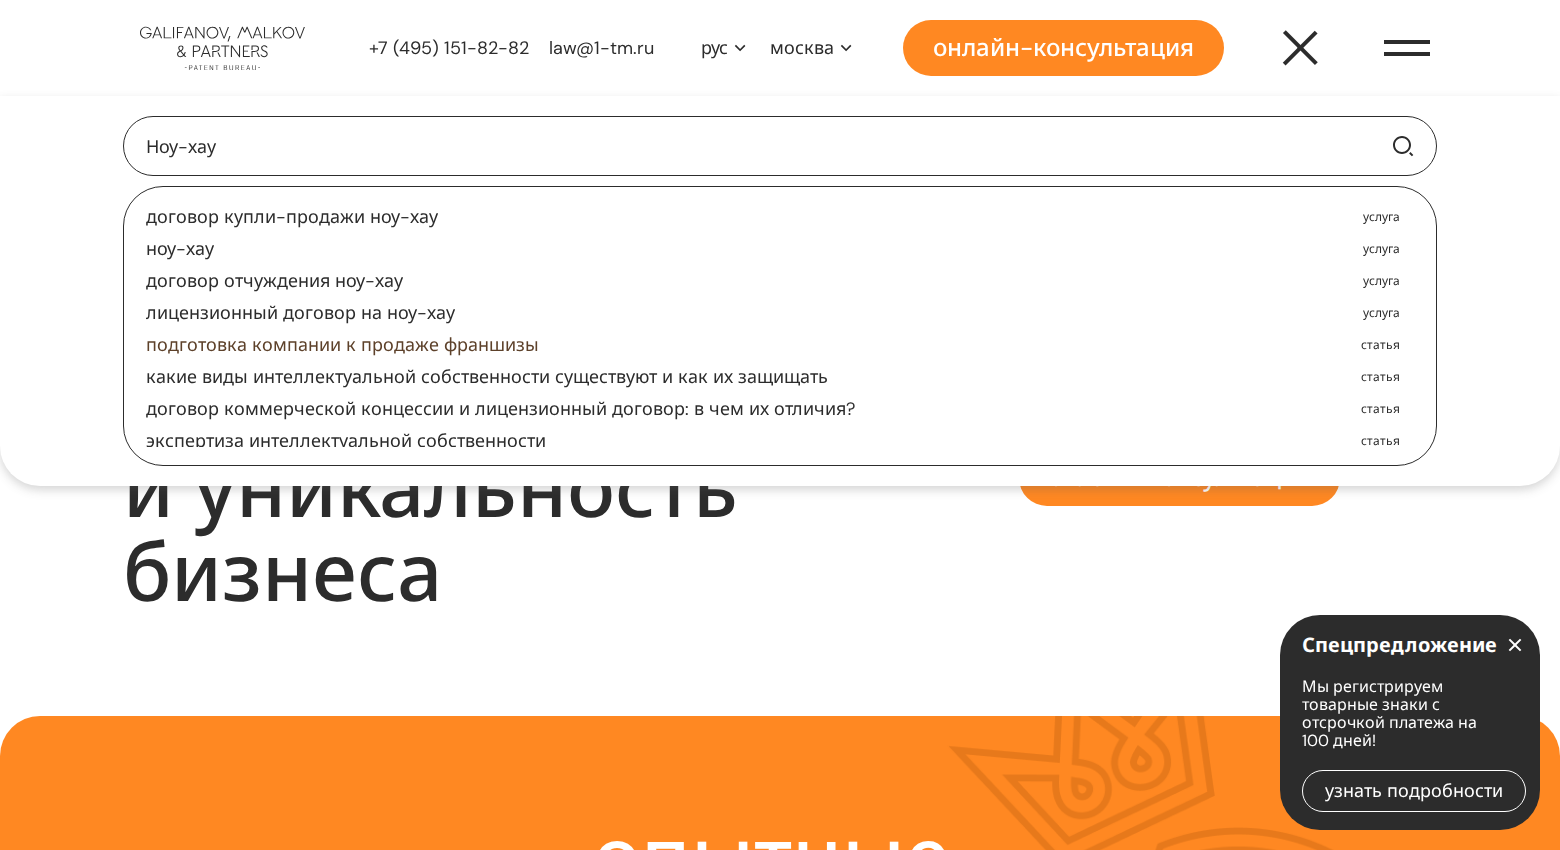 GALIFANOV, MALKOV
& PARTNERS
-PATENT BUREAU-
+7 (495) 151-82-82
law@1-tm.ru
рус
москва
онлайн-консультация
Ноу-хау
договор купли-продажи ноу-хау услуга
ноу-хау услуга
договор отчуждения ноу-хау услуга
лицензионный договор на ноу-хау услуга
подготовка компании к продаже франшизы статья
какие виды интеллектуальной собственности существуют и как их защищать статья
договор коммерческой концессии и лицензионный договор: в чем их отличия? статья
экспертиза интеллектуальной собственности статья
и уникальность
бизнеса
Спецпредложение
Мы регистрируем
товарные знаки с
отсрочкой платежа на
100 дней!
узнать подробности
опытные